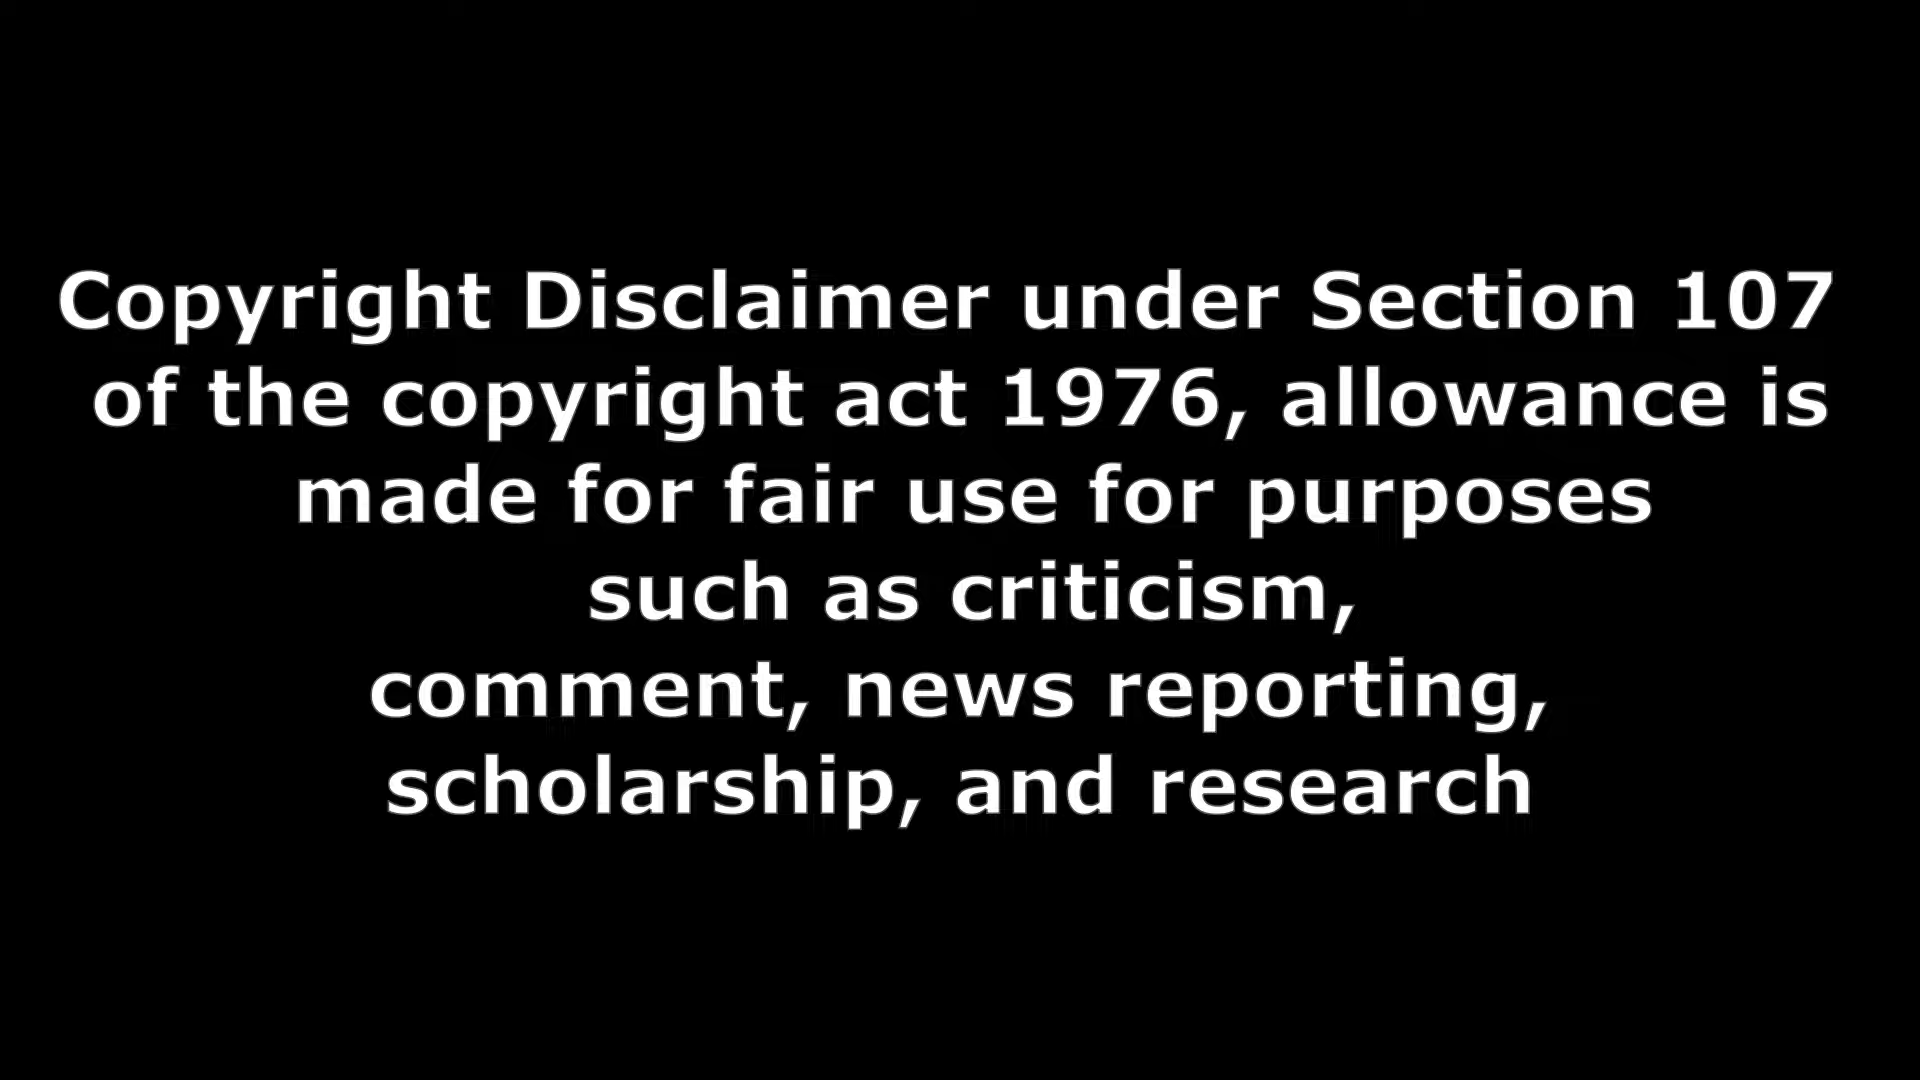 Copyright Disclaimer under Section 107
of the copyright act 1976, allowance is
made for fair use for purposes
such as criticism,
comment, news reporting,
scholarship, and research